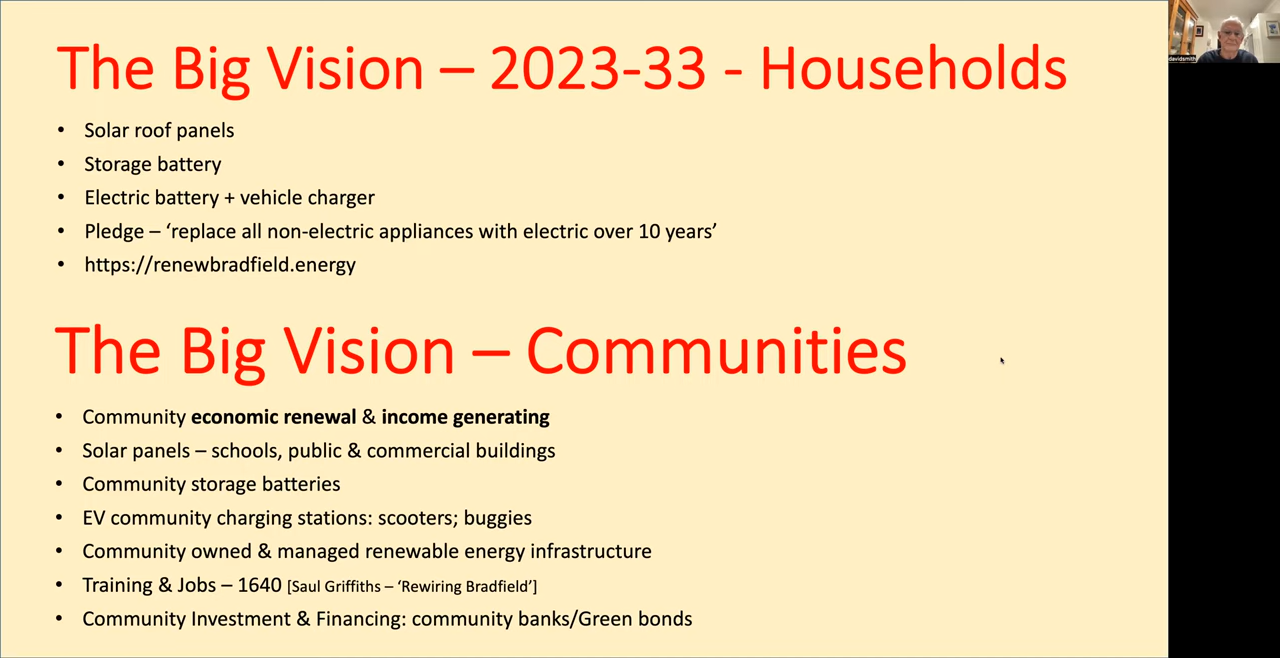 The Big Vision – 2023-33 - Households
• Solar roof panels
• Storage battery
• Electric battery + vehicle charger
• Pledge – ‘replace all non-electric appliances with electric over 10 years’
• https://renewbradfield.energy
The Big Vision – Communities
• Community economic renewal & income generating
• Solar panels – schools, public & commercial buildings
• Community storage batteries
• EV community charging stations: scooters; buggies
• Community owned & managed renewable energy infrastructure
• Training & Jobs – 1640 [Saul Griffiths – ‘Rewiring Bradfield’]
• Community Investment & Financing: community banks/Green bonds
davidsmith